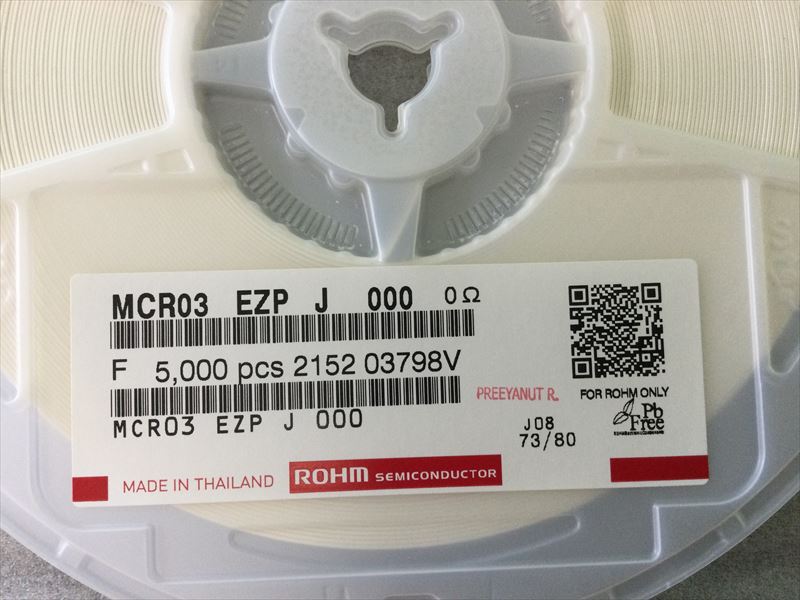 MCR03 EZP J 000 0Ω
F 5,000 pcs 2152 03798V
MCR03 EZP J 000
PREEYANUT R.
FOR ROHM ONLY
Pb
Free
J08
73/80
MADE IN THAILAND
ROHM SEMICONDUCTOR